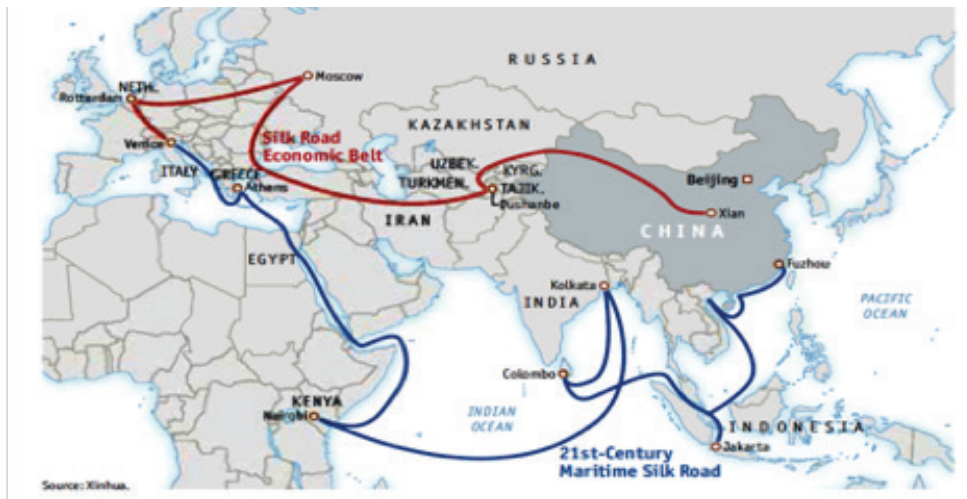 RUSSIA
Moscow
NETH.
Rotterdam
KAZAKHSTAN
Silk Road
Economic Belt
Venice
UZBEK.
KYRG.
ITALY
GREECE
TURKMEN.
TAJIK.
Beijing
Athens
Dushanbe
IRAN
Xian
CHINA
EGYPT
Fuzhou
Kolkata
INDIA
PACIFIC
OCEAN
Colombo
KENYA
Nairobi
INDIAN
OCEAN
INDONESIA
Jakarta
21st-Century
Maritime Silk Road
Source: Xinhua.